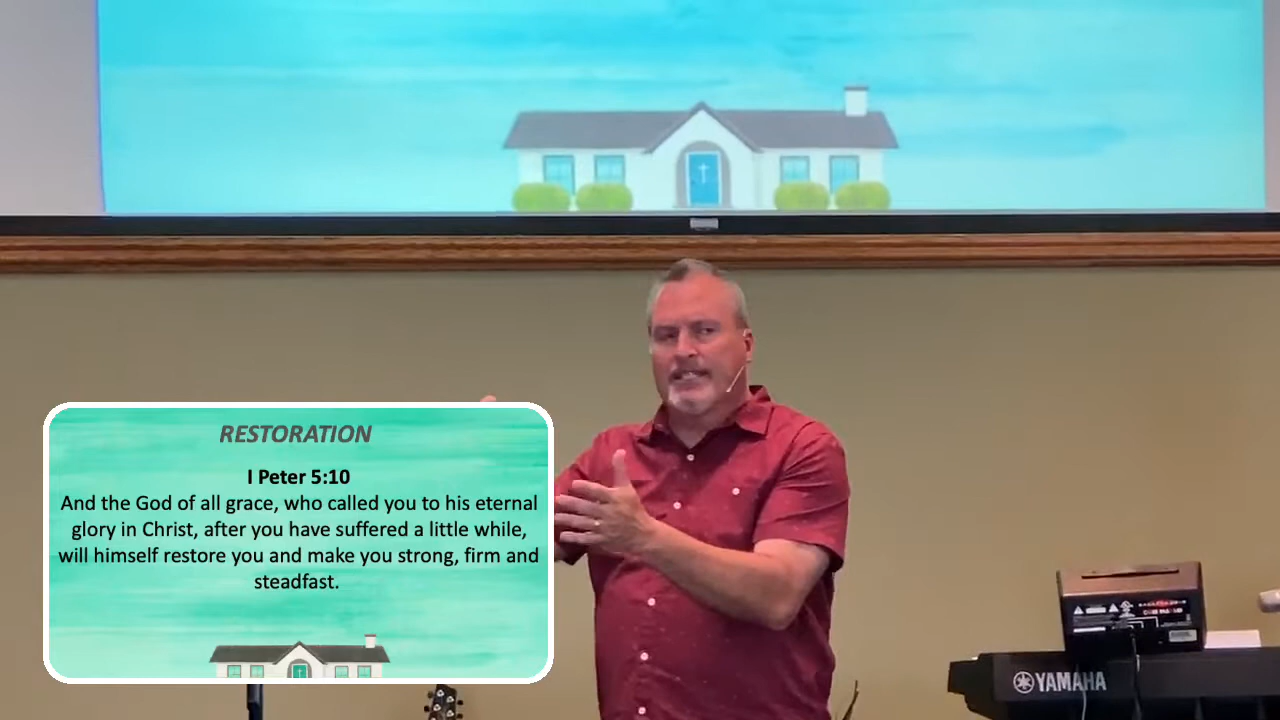 RESTORATION
I Peter 5:10
And the God of all grace, who called you to his eternal
glory in Christ, after you have suffered a little while,
will himself restore you and make you strong, firm and
steadfast.
YAMAHA